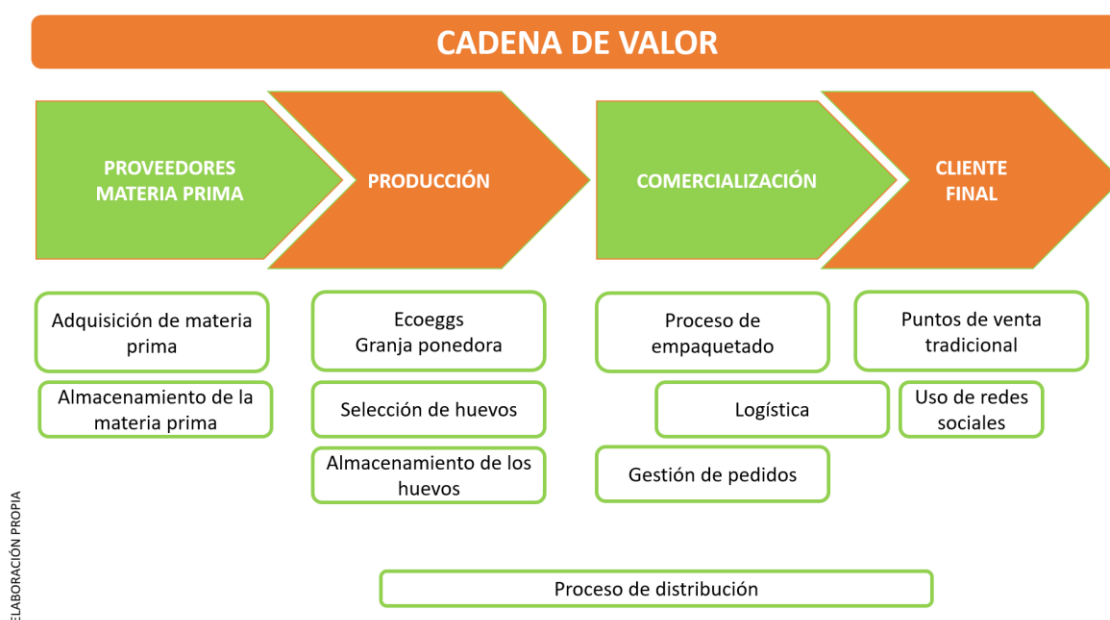 CADENA DE VALOR
PROVEEDORES
MATERIA PRIMA
PRODUCCIÓN
COMERCIALIZACIÓN
CLIENTE
FINAL
Adquisición de materia
prima
Almacenamiento de la
materia prima
Ecoeggs
Granja ponedora
Selección de huevos
Almacenamiento de los
huevos
Proceso de
empaquetado
Logística
Gestión de pedidos
Puntos de venta
tradicional
Uso de redes
sociales
Proceso de distribución
ELABORACIÓN PROPIA